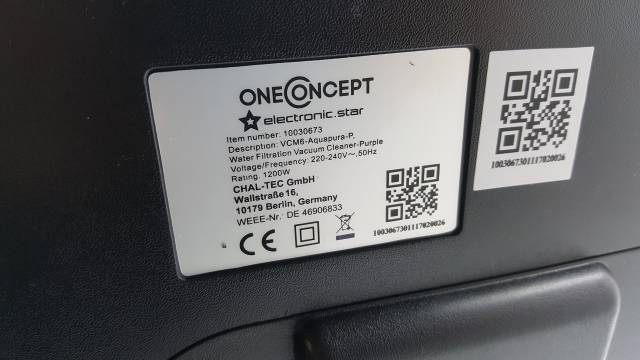 ONECONCEPT
electronic.star
Item number: 10030673
Description: VCM6-Aquapura-P,
Water Filtration Vacuum Cleaner-Purple
Voltage/Frequency: 220-240V~,50Hz
Rating: 1200W
CHAL-TEC GmbH
Wallstraße 16,
10179 Berlin, Germany
WEEE-Nr.: DE 46906833
CE
1003067301117020026
1003067301117020026